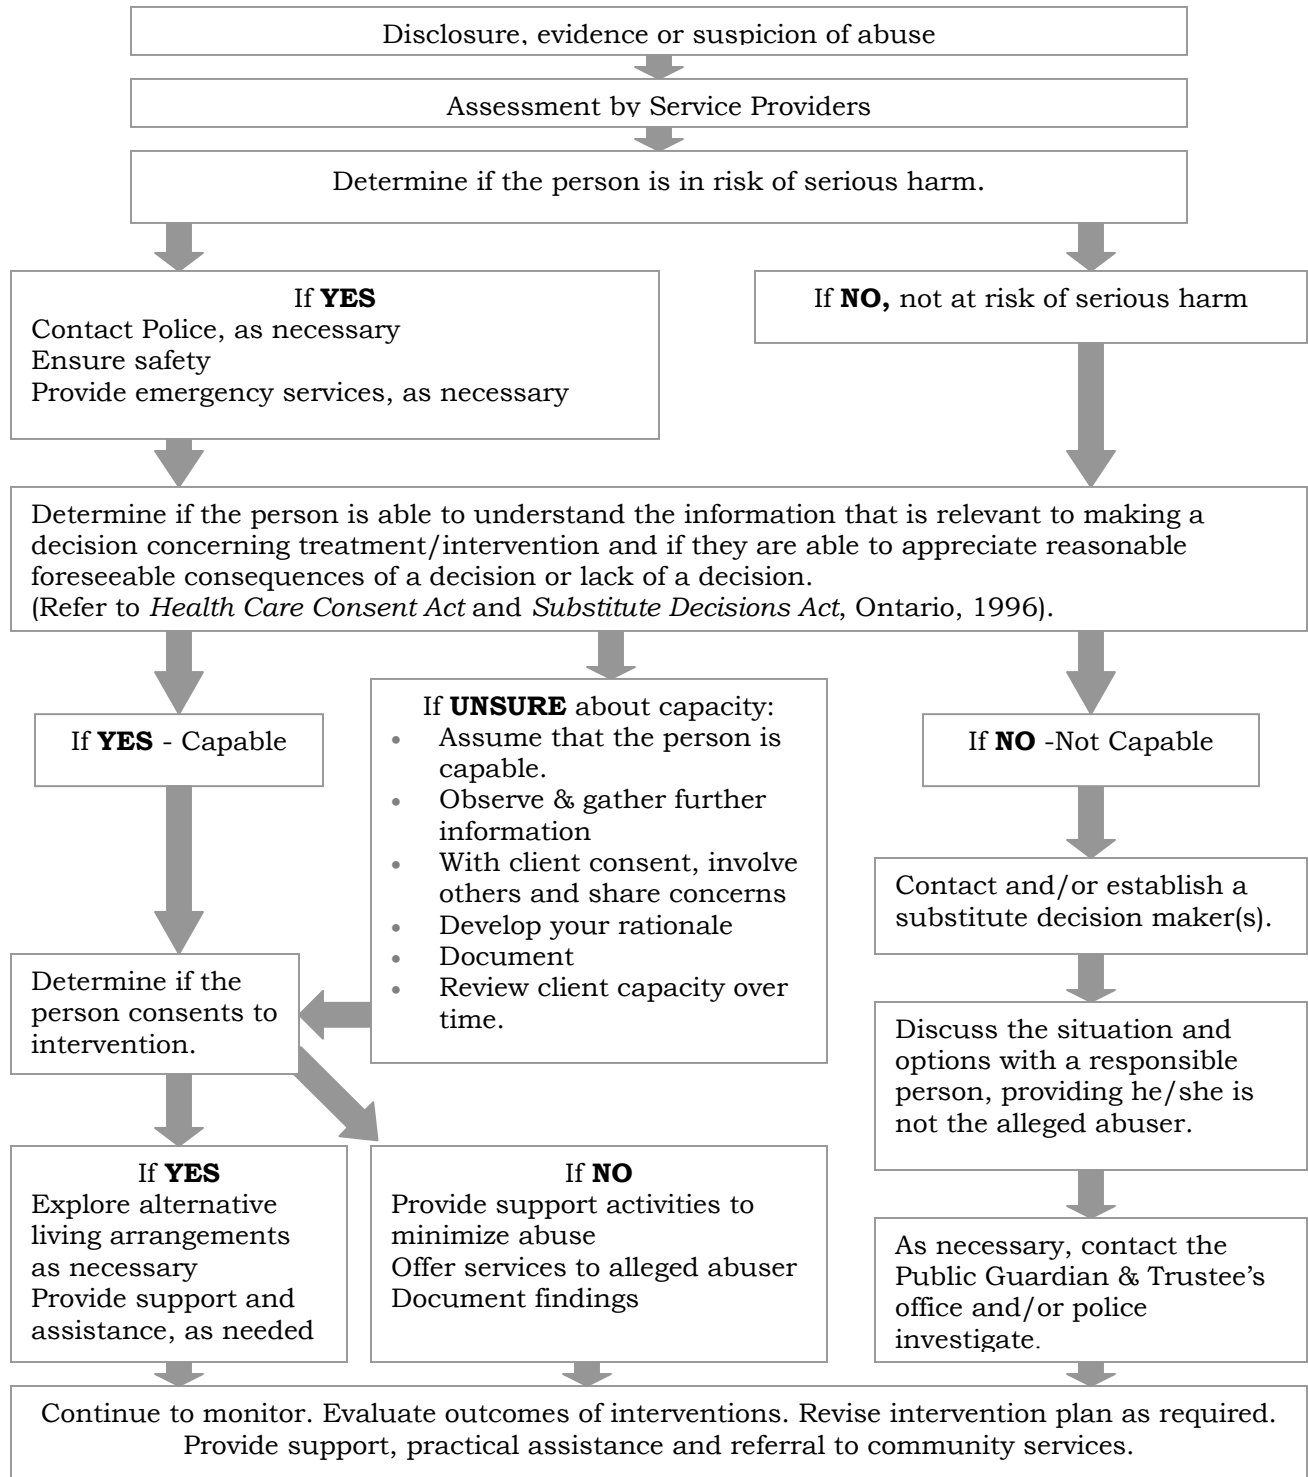 Disclosure, evidence or suspicion of abuse
Assessment by Service Providers
Determine if the person is in risk of serious harm.
If YES
Contact Police, as necessary
Ensure safety
Provide emergency services, as necessary
If NO, not at risk of serious harm
Determine if the person is able to understand the information that is relevant to making a
decision concerning treatment/intervention and if they are able to appreciate reasonable
foreseeable consequences of a decision or lack of a decision.
(Refer to Health Care Consent Act and Substitute Decisions Act, Ontario, 1996).
If YES - Capable
If UNSURE about capacity:
• Assume that the person is
capable.
• Observe & gather further
information
• With client consent, involve
others and share concerns
• Develop your rationale
• Document
• Review client capacity over
time.
If NO -Not Capable
Contact and/or establish a
substitute decision maker(s).
Determine if the
person consents to
intervention.
Discuss the situation and
options with a responsible
person, providing he/she is
not the alleged abuser.
If YES
Explore alternative
living arrangements
as necessary
Provide support and
assistance, as needed
If NO
Provide support activities to
minimize abuse
Offer services to alleged abuser
Document findings
As necessary, contact the
Public Guardian & Trustee’s
office and/or police
investigate.
Continue to monitor. Evaluate outcomes of interventions. Revise intervention plan as required.
Provide support, practical assistance and referral to community services.